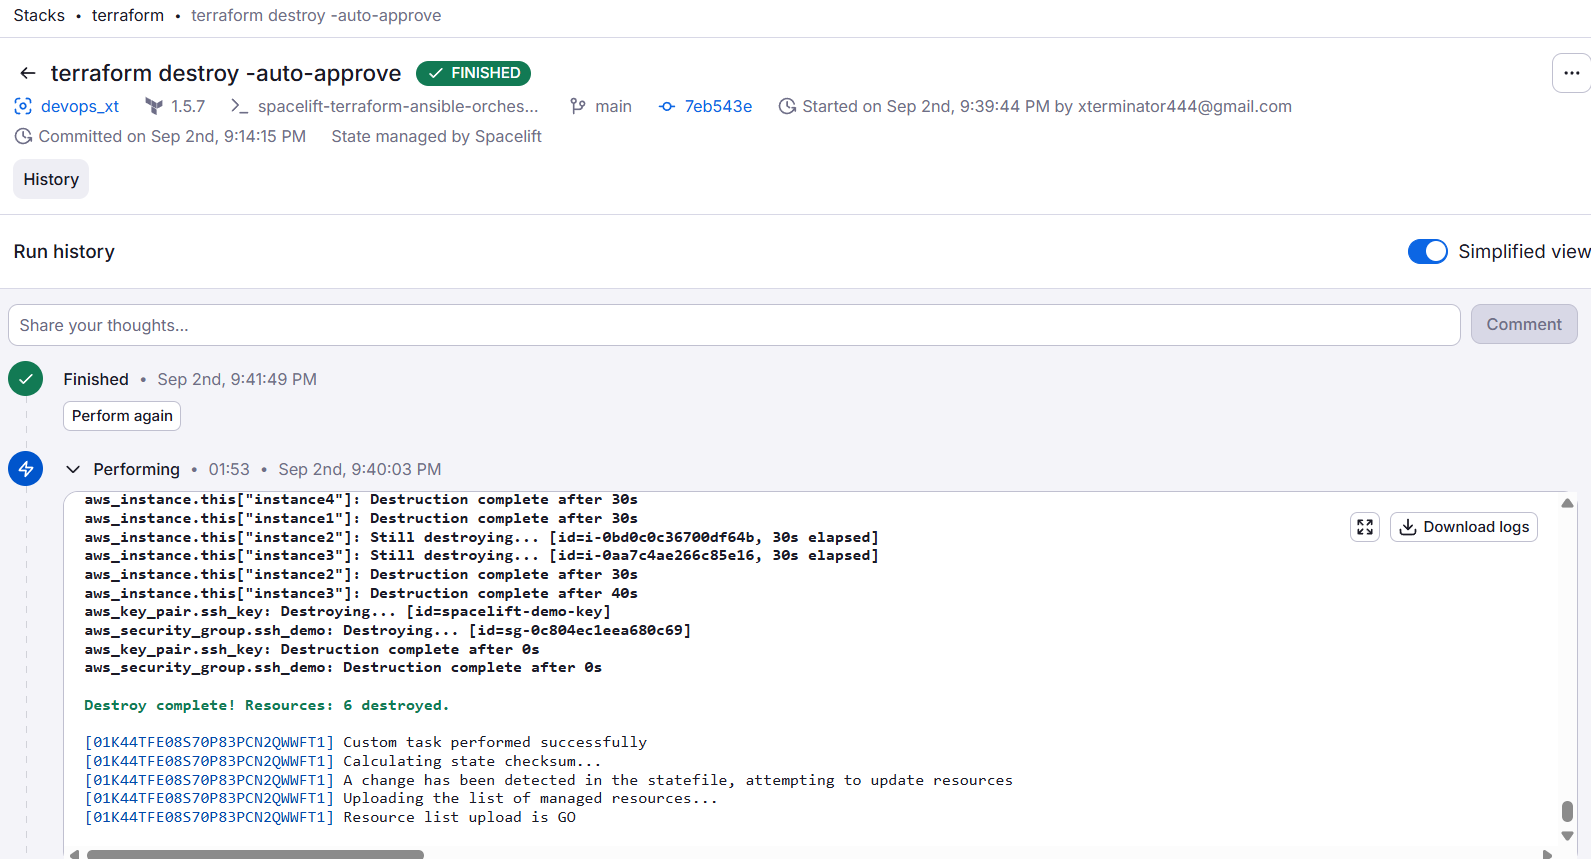 Stacks • terraform • terraform destroy -auto-approve
terraform destroy -auto-approve FINISHED
devops_xt 1.5.7 spacelift-terraform-ansible-orches... main 7eb543e Started on Sep 2nd, 9:39:44 PM by xterminator444@gmail.com
Committed on Sep 2nd, 9:14:15 PM State managed by Spacelift
History
Run history Simplified view
Share your thoughts... Comment
Finished • Sep 2nd, 9:41:49 PM
Perform again
Performing • 01:53 • Sep 2nd, 9:40:03 PM
Download logs
aws_instance.this["instance4"]: Destruction complete after 30s
aws_instance.this["instance1"]: Destruction complete after 30s
aws_instance.this["instance2"]: Still destroying... [id=i-0bd0c0c36700df64b, 30s elapsed]
aws_instance.this["instance3"]: Still destroying... [id=i-0aa7c4ae266c85e16, 30s elapsed]
aws_instance.this["instance2"]: Destruction complete after 30s
aws_instance.this["instance3"]: Destruction complete after 40s
aws_key_pair.ssh_key: Destroying... [id=spacelift-demo-key]
aws_security_group.ssh_demo: Destroying... [id=sg-0c804ec1eea680c69]
aws_key_pair.ssh_key: Destruction complete after 0s
aws_security_group.ssh_demo: Destruction complete after 0s
Destroy complete! Resources: 6 destroyed.
[01K44TFE08S70P83PCN2QWWFT1] Custom task performed successfully
[01K44TFE08S70P83PCN2QWWFT1] Calculating state checksum...
[01K44TFE08S70P83PCN2QWWFT1] A change has been detected in the statefile, attempting to update resources
[01K44TFE08S70P83PCN2QWWFT1] Uploading the list of managed resources...
[01K44TFE08S70P83PCN2QWWFT1] Resource list upload is GO